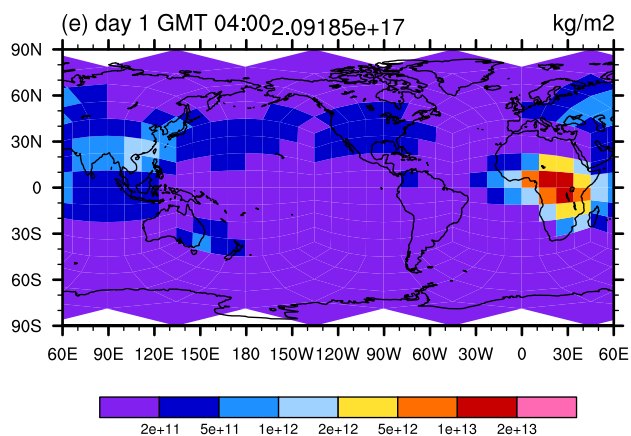 (e) day 1 GMT 04:00 2.09185e+17 kg/m2
90N
60N
30N
0
30S
60S
90S
60E 90E 120E 150E 180 150W 120W 90W 60W 30W 0 30E 60E
2e+11 5e+11 1e+12 2e+12 5e+12 1e+13 2e+13